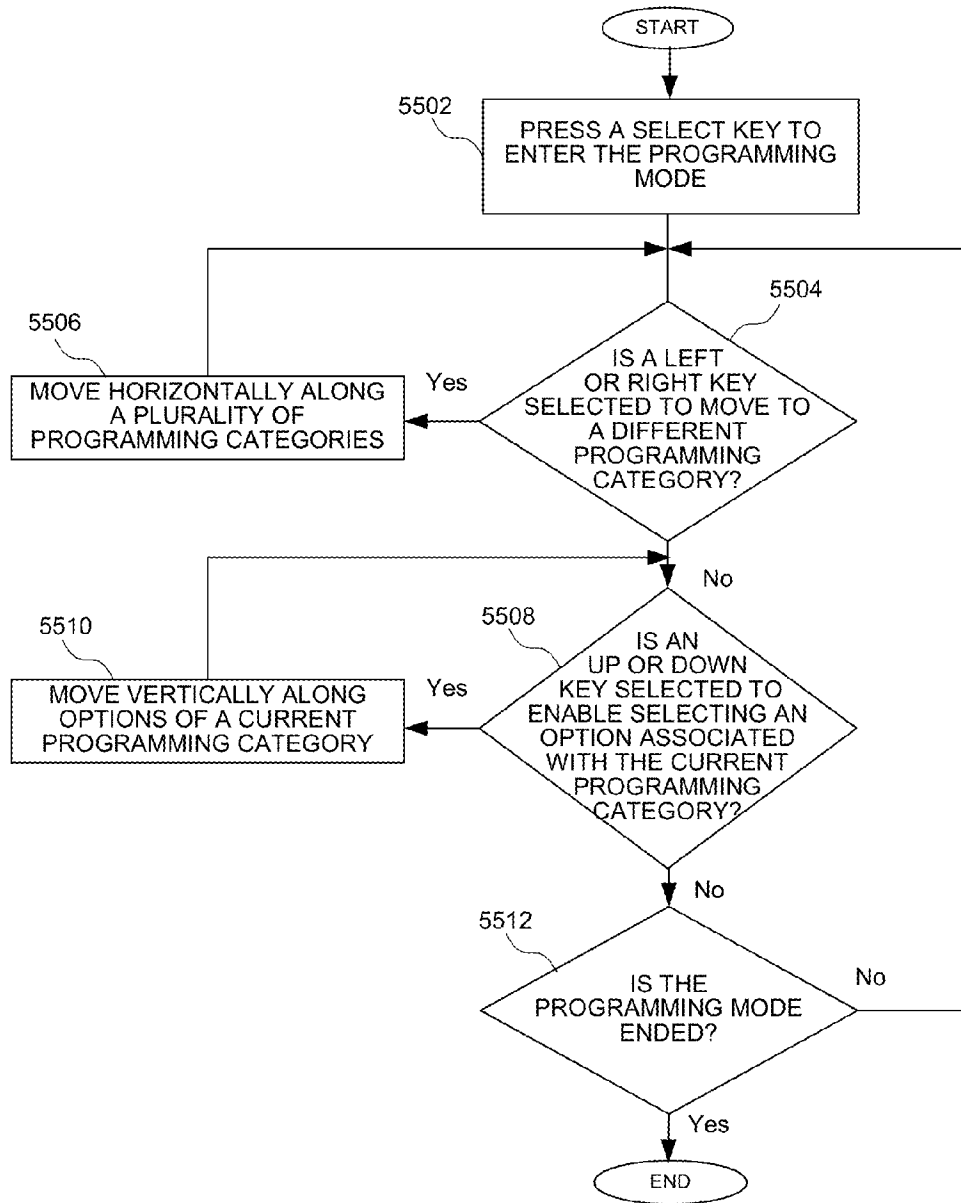 START
5502
PRESS A SELECT KEY TO
ENTER THE PROGRAMMING
MODE
5504
IS A LEFT
OR RIGHT KEY
SELECTED TO MOVE TO
A DIFFERENT
PROGRAMMING
CATEGORY?
Yes
5506
MOVE HORIZONTALLY ALONG
A PLURALITY OF
PROGRAMMING CATEGORIES
No
5508
IS AN
UP OR DOWN
KEY SELECTED TO
ENABLE SELECTING AN
OPTION ASSOCIATED
WITH THE CURRENT
PROGRAMMING
CATEGORY?
Yes
5510
MOVE VERTICALLY ALONG
OPTIONS OF A CURRENT
PROGRAMMING CATEGORY
No
5512
IS THE
PROGRAMMING MODE
ENDED?
No
Yes
END